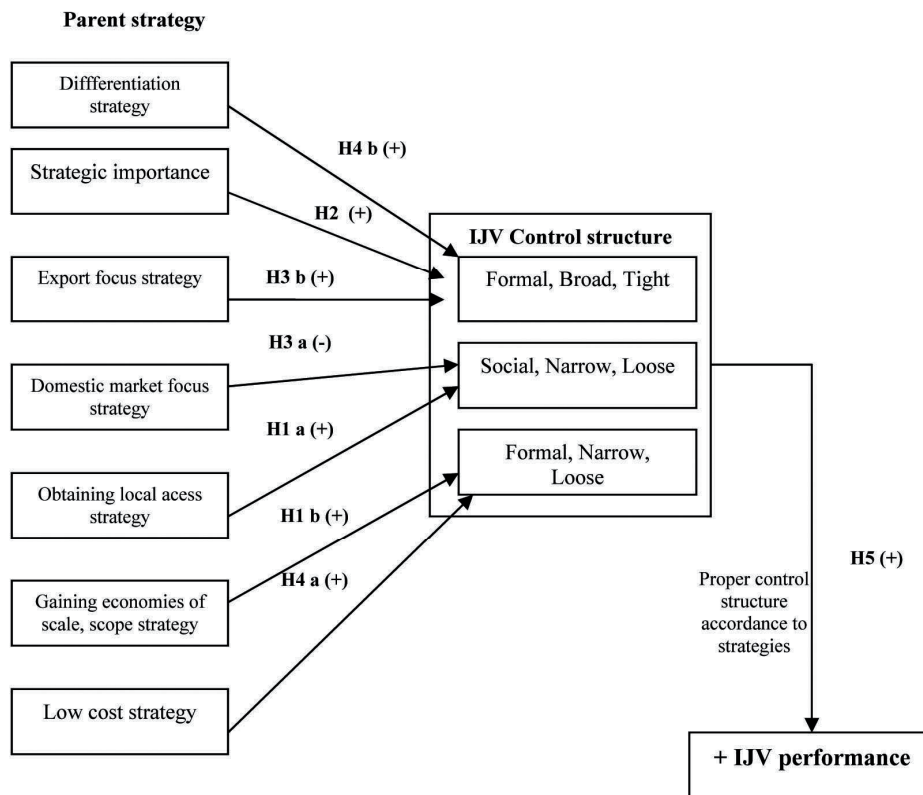 Parent strategy
Diffferentiation
strategy
H4 b (+)
Strategic importance
H2 (+)
IJV Control structure
Export focus strategy
H3 b (+)
Formal, Broad, Tight
H3 a (-)
Domestic market focus
strategy
Social, Narrow, Loose
H1 a (+)
Formal, Narrow,
Loose
Obtaining local acess
strategy
H1 b (+)
H4 a (+)
H5 (+)
Proper control
structure
accordance to
strategies
Gaining economies of
scale, scope strategy
Low cost strategy
+ IJV performance